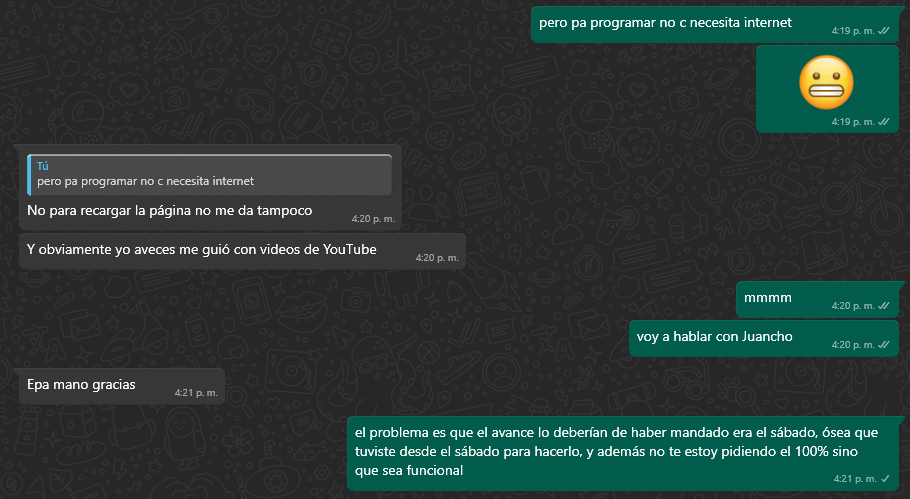 pero pa programar no c necesita internet
4:19 p. m.
😬
4:19 p. m.
Tú
pero pa programar no c necesita internet
No para recargar la página no me da tampoco
4:20 p. m.
Y obviamente yo aveces me guió con videos de YouTube
4:20 p. m.
mmmm
4:20 p. m.
voy a hablar con Juancho
4:20 p. m.
Epa mano gracias
4:21 p. m.
el problema es que el avance lo deberían de haber mandado era el sábado, ósea que
tuviste desde el sábado para hacerlo, y además no te estoy pidiendo el 100% sino
que sea funcional
4:21 p. m.